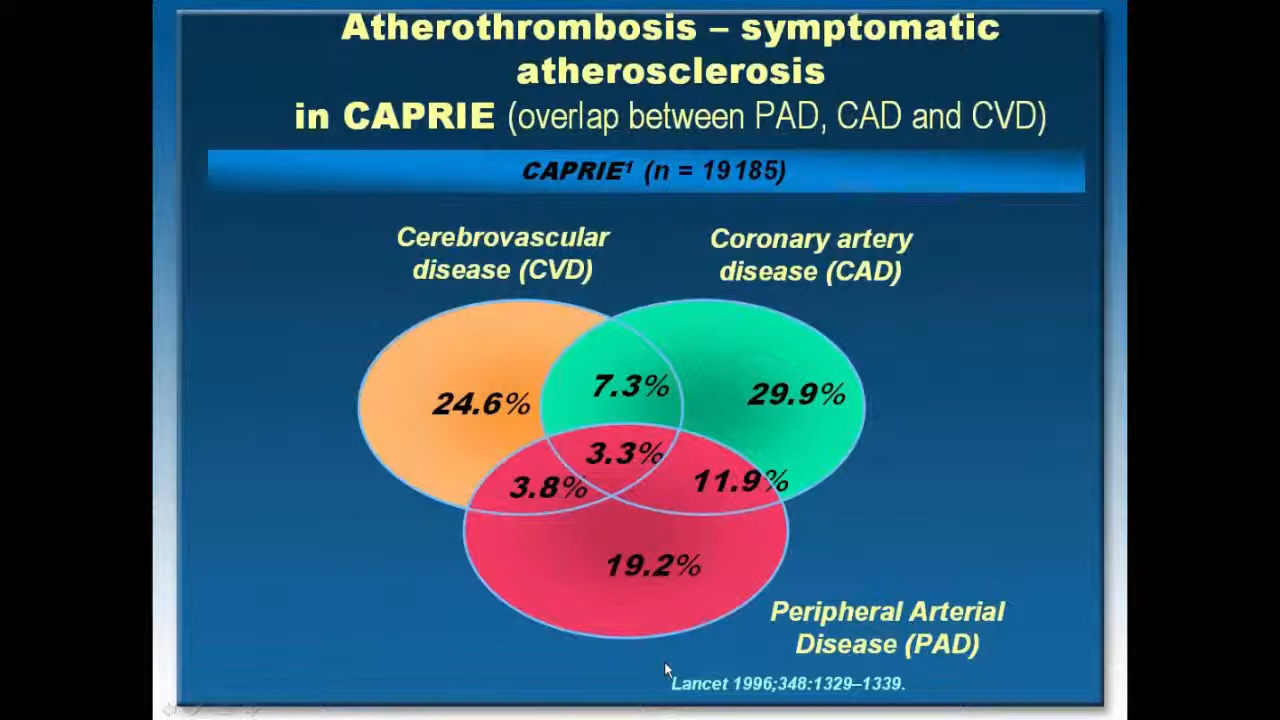 Atherothrombosis – symptomatic
atherosclerosis
in CAPRIE (overlap between PAD, CAD and CVD)
CAPRIE¹ (n = 19 185)
Cerebrovascular
disease (CVD)
Coronary artery
disease (CAD)
24.6%
7.3%
29.9%
3.3%
3.8%
11.9%
19.2%
Peripheral Arterial
Disease (PAD)
Lancet 1996;348:1329–1339.